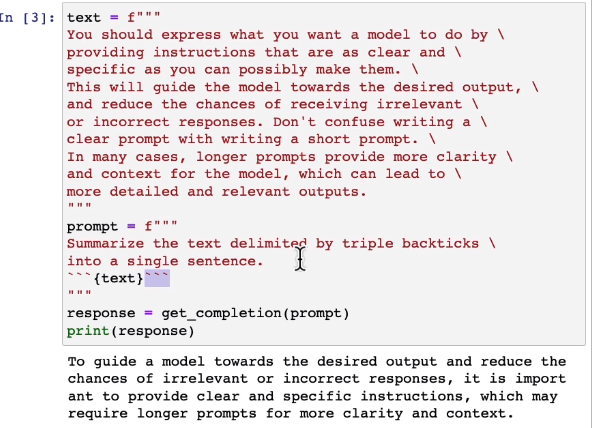 In [3]:
text = f"""
You should express what you want a model to do by \
providing instructions that are as clear and \
specific as you can possibly make them. \
This will guide the model towards the desired output, \
and reduce the chances of receiving irrelevant \
or incorrect responses. Don't confuse writing a \
clear prompt with writing a short prompt. \
In many cases, longer prompts provide more clarity \
and context for the model, which can lead to \
more detailed and relevant outputs.
"""
prompt = f"""
Summarize the text delimited by triple backticks \
into a single sentence.
```{text}```
"""
response = get_completion(prompt)
print(response)
To guide a model towards the desired output and reduce the
chances of irrelevant or incorrect responses, it is import
ant to provide clear and specific instructions, which may
require longer prompts for more clarity and context.